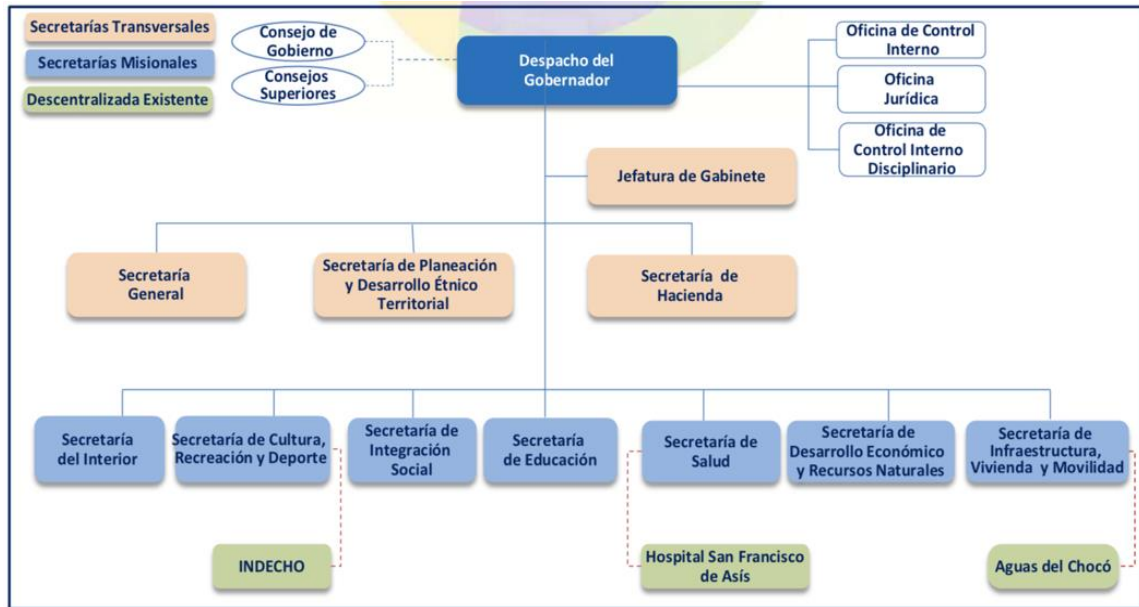 Secretarías Transversales
Secretarías Misionales
Descentralizada Existente
Consejo de
Gobierno
Consejos
Superiores
Despacho del
Gobernador
Oficina de Control
Interno
Oficina
Jurídica
Oficina de
Control Interno
Disciplinario
Jefatura de Gabinete
Secretaría
General
Secretaría de Planeación
y Desarrollo Étnico
Territorial
Secretaría de
Hacienda
Secretaría
del Interior
Secretaría de Cultura,
Recreación y Deporte
Secretaría de
Integración
Social
Secretaría
de Educación
Secretaría de
Salud
Secretaría de
Desarrollo Económico
y Recursos Naturales
Secretaría de
Infraestructura,
Vivienda y Movilidad
INDECHO
Hospital San Francisco
de Asís
Aguas del Chocó